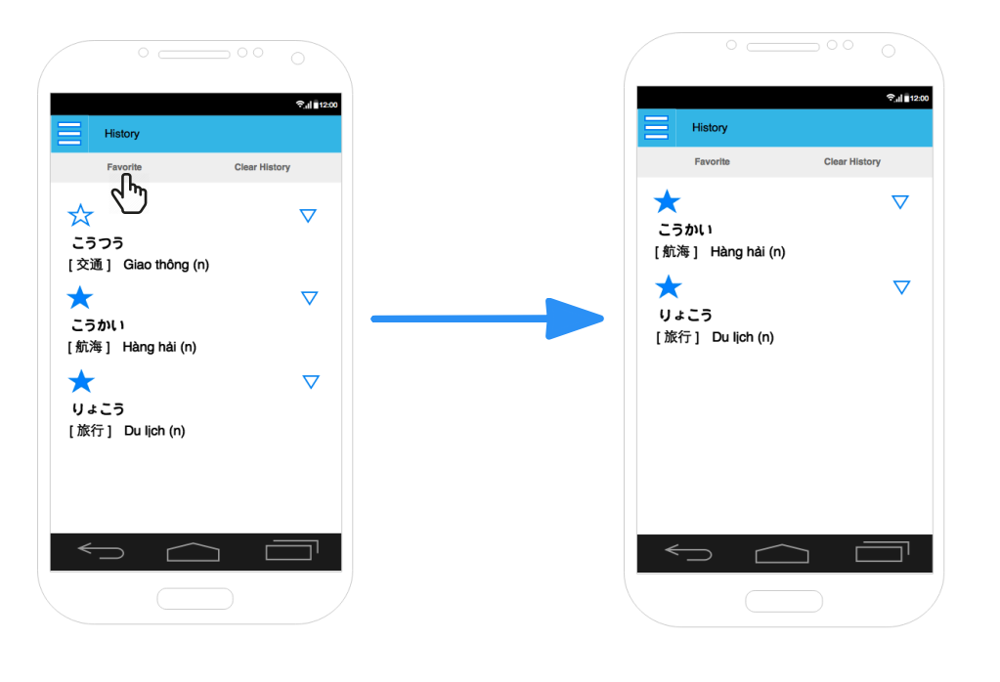 12:00
History
Favorite Clear History
こうつう
[ 交通 ] Giao thông (n)
こうかい
[ 航海 ] Hàng hải (n)
りょこう
[ 旅行 ] Du lịch (n)
12:00
History
Favorite Clear History
こうかい
[ 航海 ] Hàng hải (n)
りょこう
[ 旅行 ] Du lịch (n)